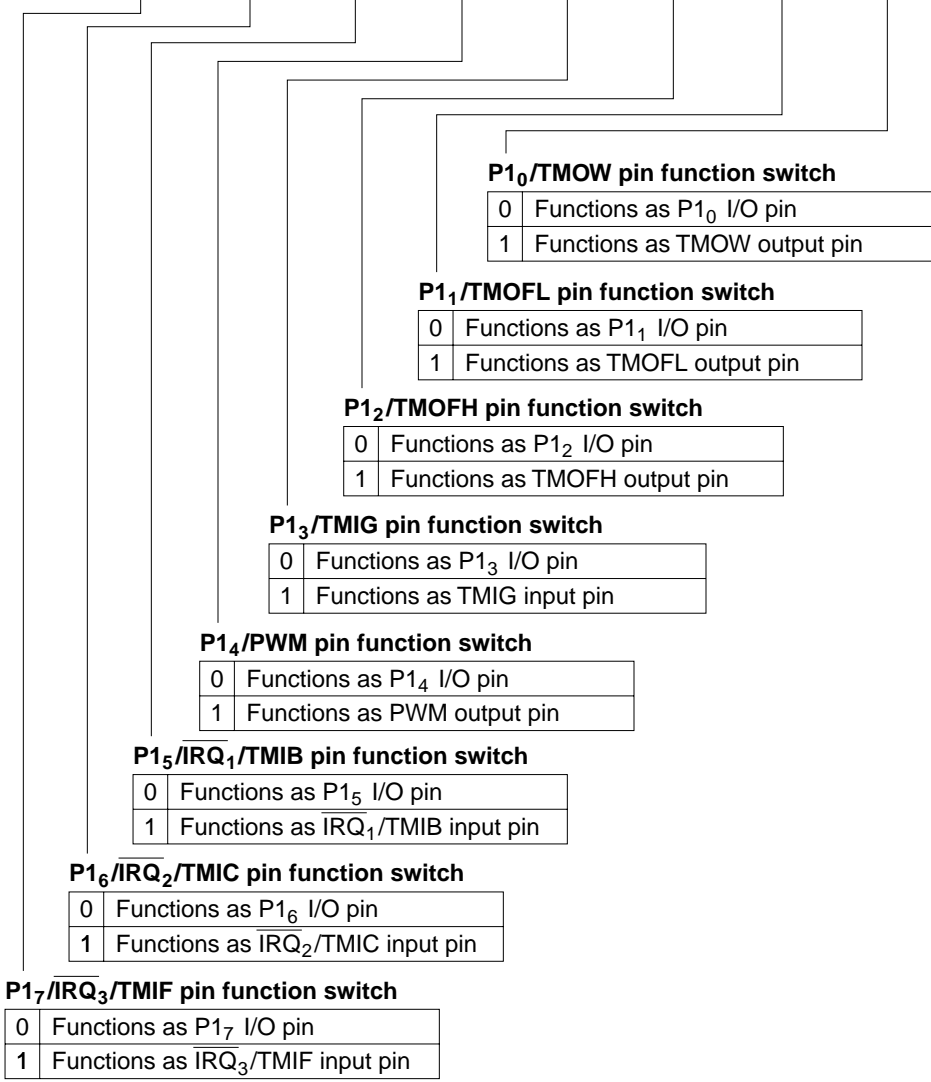 P1₀/TMOW pin function switch
0 Functions as P1₀ I/O pin
1 Functions as TMOW output pin
P1₁/TMOFL pin function switch
0 Functions as P1₁ I/O pin
1 Functions as TMOFL output pin
P1₂/TMOFH pin function switch
0 Functions as P1₂ I/O pin
1 Functions as TMOFH output pin
P1₃/TMIG pin function switch
0 Functions as P1₃ I/O pin
1 Functions as TMIG input pin
P1₄/PWM pin function switch
0 Functions as P1₄ I/O pin
1 Functions as PWM output pin
P1₅/I̅R̅Q̅₁/TMIB pin function switch
0 Functions as P1₅ I/O pin
1 Functions as I̅R̅Q̅₁/TMIB input pin
P1₆/I̅R̅Q̅₂/TMIC pin function switch
0 Functions as P1₆ I/O pin
1 Functions as I̅R̅Q̅₂/TMIC input pin
P1₇/I̅R̅Q̅₃/TMIF pin function switch
0 Functions as P1₇ I/O pin
1 Functions as I̅R̅Q̅₃/TMIF input pin